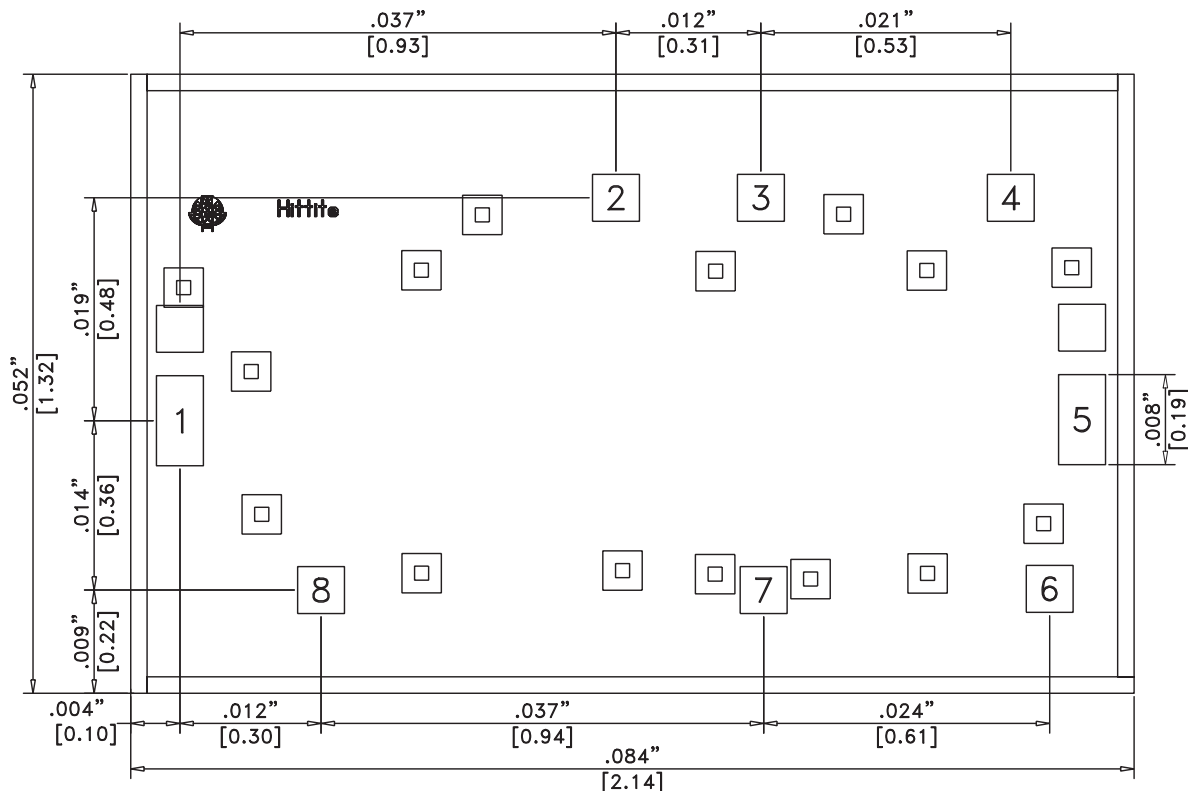 .037” .012” .021”
[0.93] [0.31] [0.53]
2 3 4
Hittite
.019”
[0.48]
.052”
[1.32]
1 5
.008”
[0.19]
.014”
[0.36]
8 7 6
.009”
[0.22]
.004” .012” .037” .024”
[0.10] [0.30] [0.94] [0.61]
.084”
[2.14]